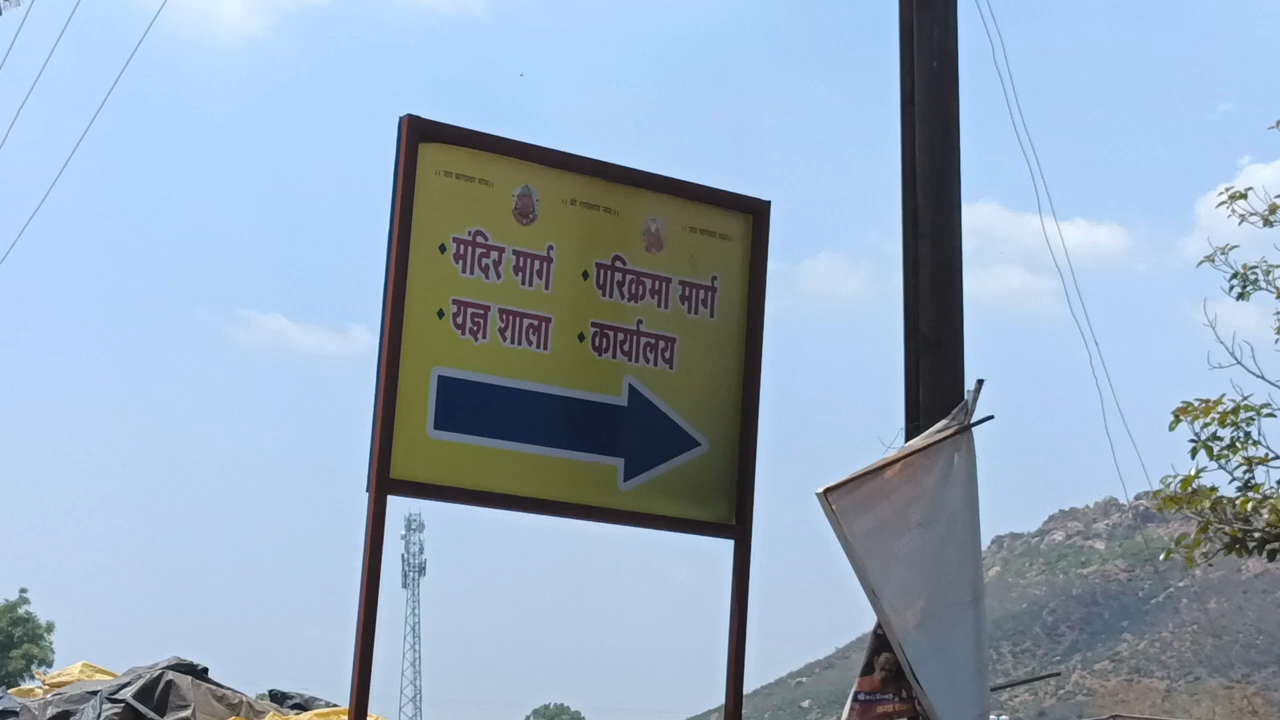 मंदिर मार्ग
परिक्रमा मार्ग
यज्ञ शाला
कार्यालय